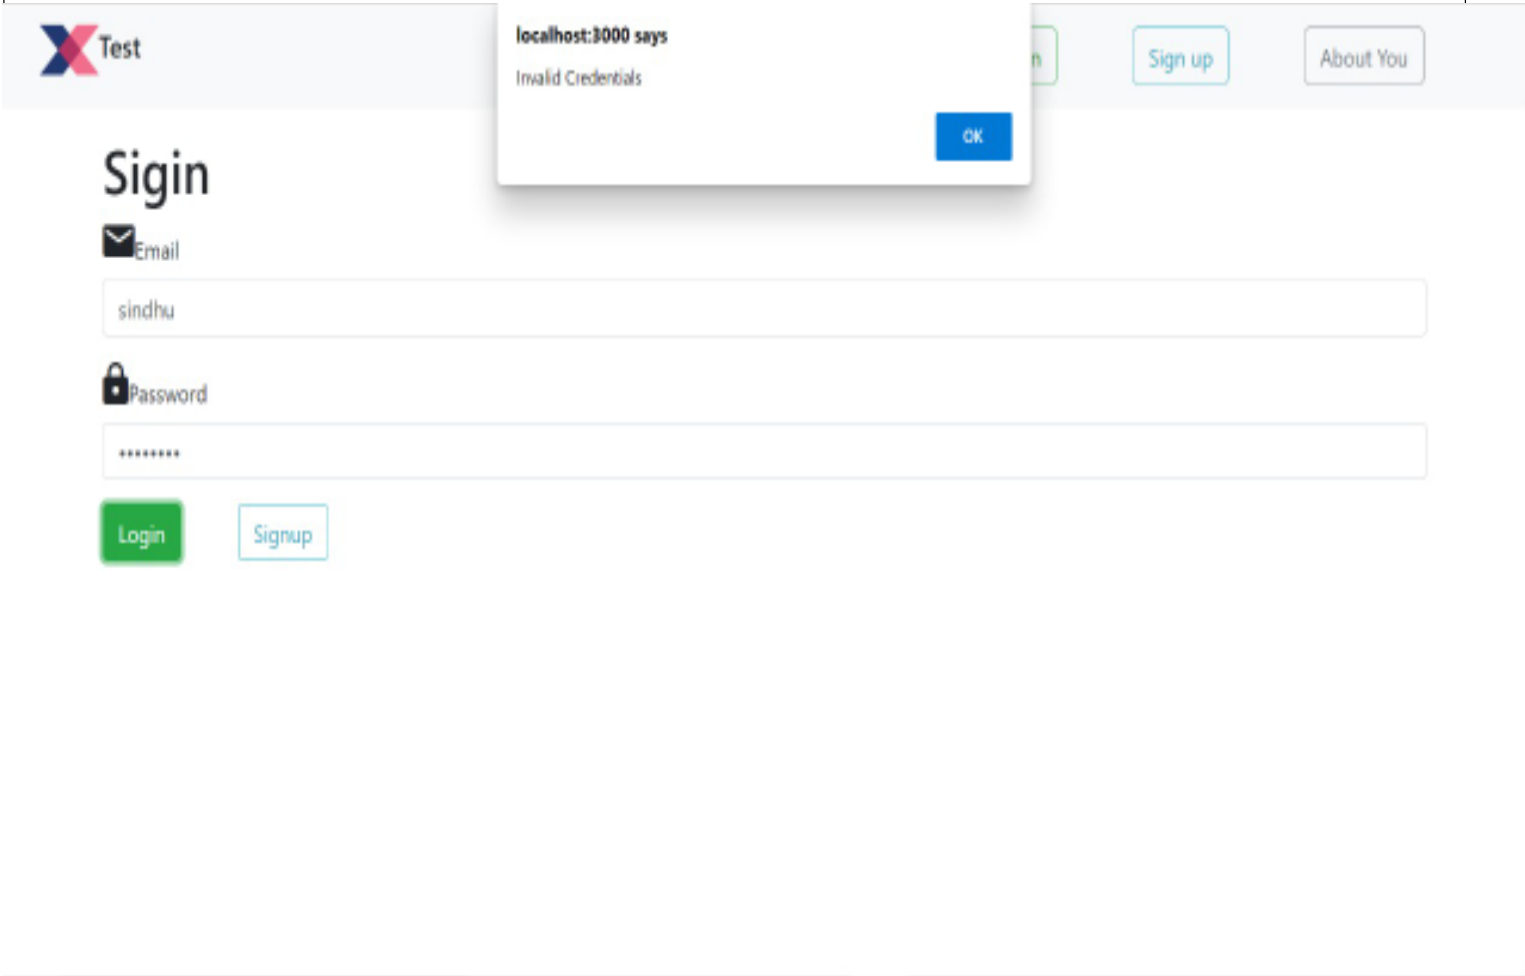 Test
localhost:3000 says
Invalid Credentials
OK
n
Sign up
About You
Sigin
Email
sindhu
Password
••••••••
Login
Signup